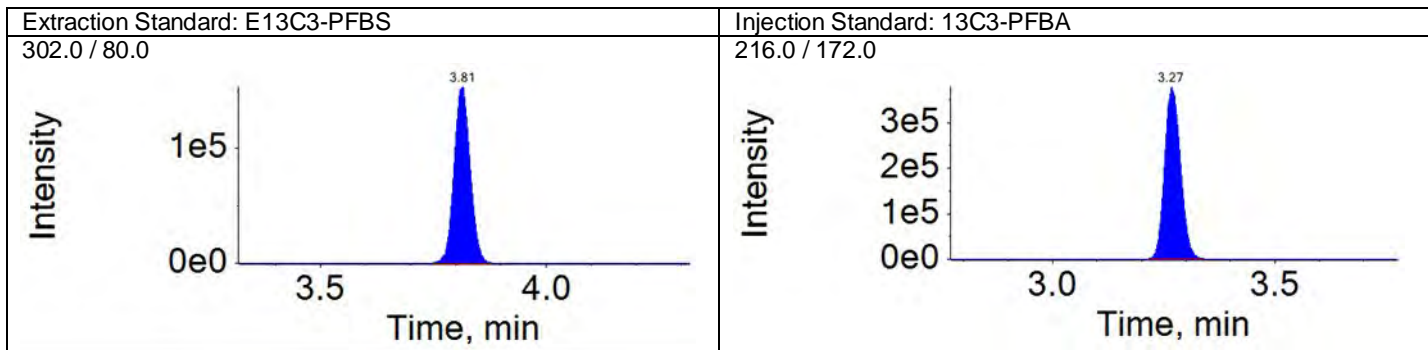 Extraction Standard: E13C3-PFBS
302.0 / 80.0
3.81
Intensity
1e5
0e0
3.5
4.0
Time, min
Injection Standard: 13C3-PFBA
216.0 / 172.0
3.27
Intensity
3e5
2e5
1e5
0e0
3.0
3.5
Time, min